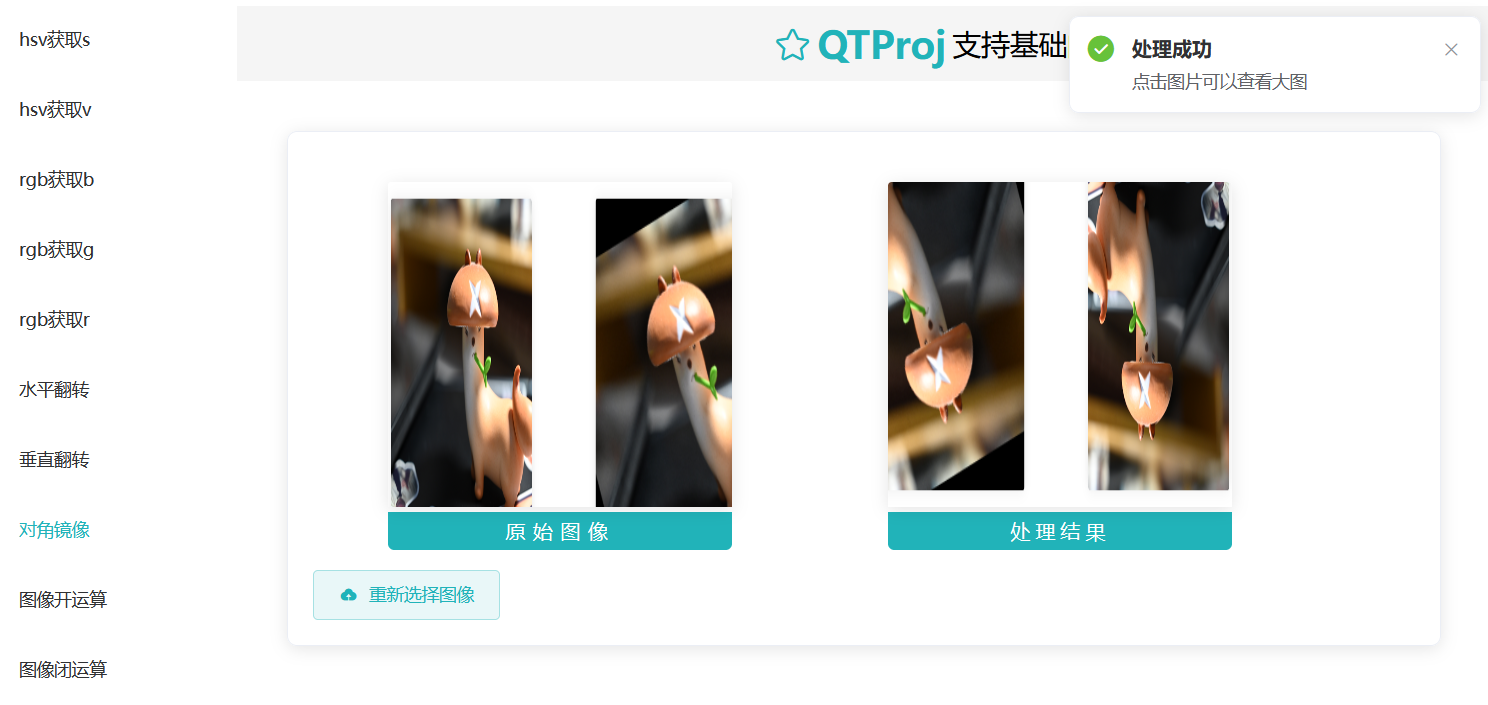 hsv获取s
hsv获取v
rgb获取b
rgb获取g
rgb获取r
水平翻转
垂直翻转
对角镜像
图像开运算
图像闭运算
QTProj 支持基础
处理成功
点击图片可以查看大图
原始图像
处理结果
重新选择图像